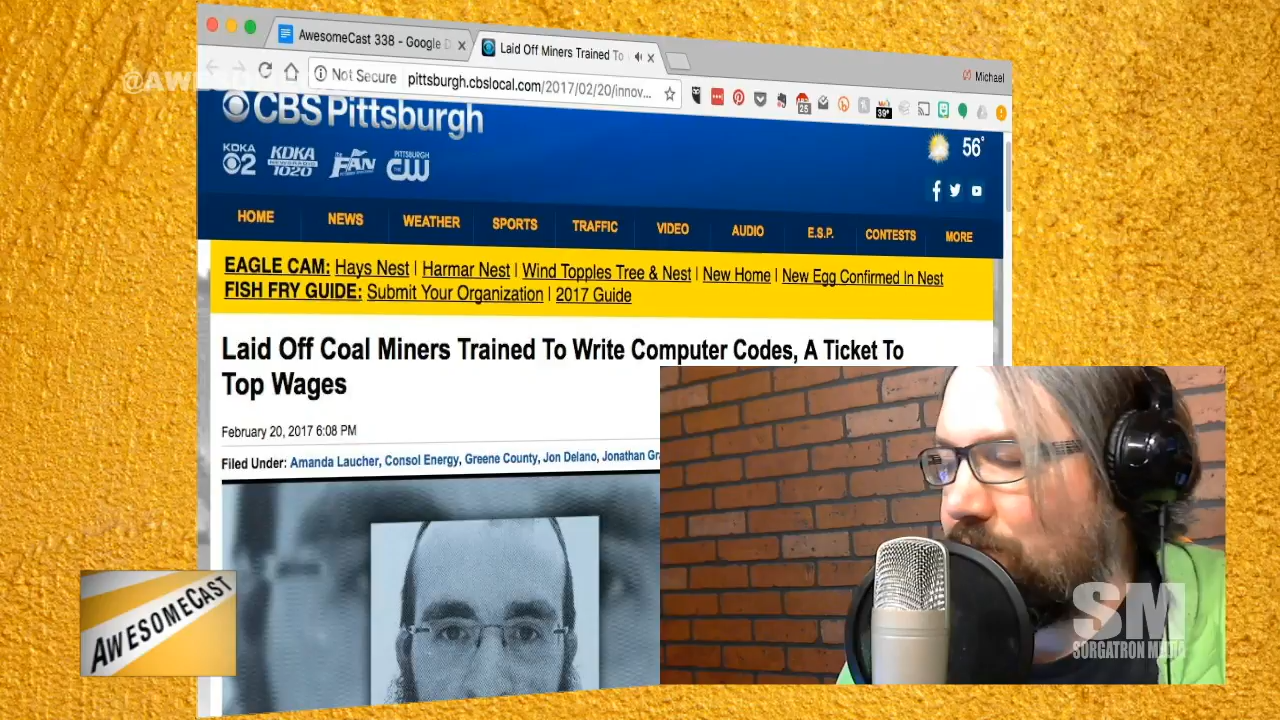 AwesomeCast 338 - Google D
Laid Off Miners Trained To
Michael
Not Secure
pittsburgh.cbslocal.com/2017/02/20/innov...
25
39°
CBS Pittsburgh
KDKA
2
KDKA
NEWSRADIO
1020
THE FAN
PITTSBURGH
THE CW
56°
HOME NEWS WEATHER SPORTS TRAFFIC VIDEO AUDIO E.S.P. CONTESTS MORE
EAGLE CAM: Hays Nest | Harmar Nest | Wind Topples Tree & Nest | New Home | New Egg Confirmed In Nest
FISH FRY GUIDE: Submit Your Organization | 2017 Guide
Laid Off Coal Miners Trained To Write Computer Codes, A Ticket To
Top Wages
February 20, 2017 6:08 PM
Filed Under: Amanda Laucher, Consol Energy, Greene County, Jon Delano, Jonathan Gra
AWESOMECAST
SM
SORGATRON MEDIA